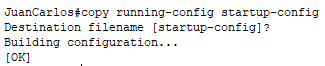 JuanCarlos#copy running-config startup-config
Destination filename [startup-config]?
Building configuration...
[OK]